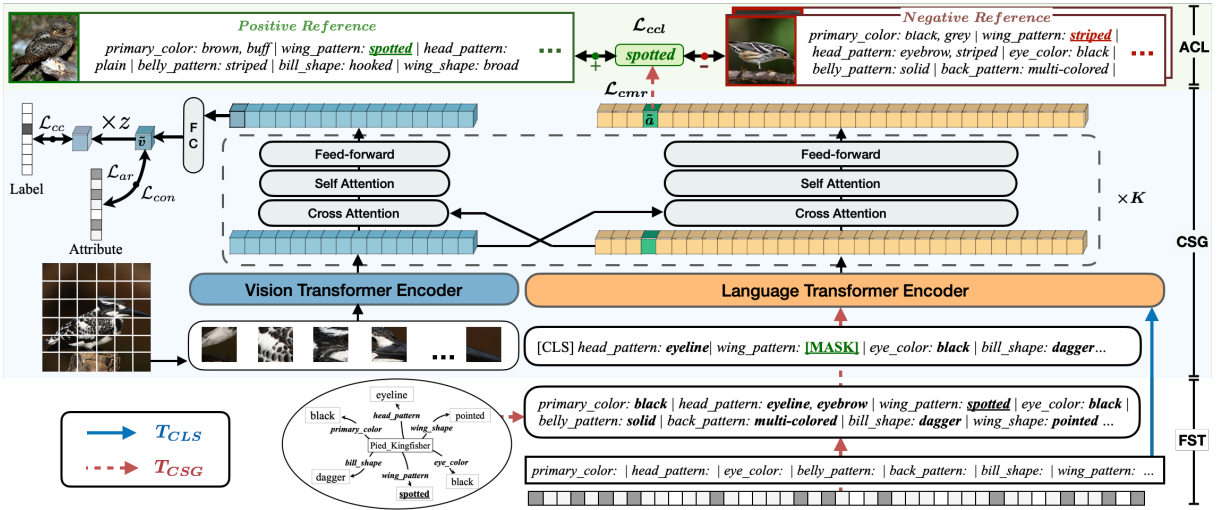 Positive Reference
primary_color: brown, buff | wing_pattern: spotted | head_pattern:
plain | belly_pattern: striped | bill_shape: hooked | wing_shape: broad
...
L_ccl
spotted
+
−
Negative Reference
primary_color: black, grey | wing_pattern: striped |
head_pattern: eyebrow, striped | eye_color: black |
belly_pattern: solid | back_pattern: multi-colored |
...
ACL
L_cmr
ã
L_cc
×z
ṽ
F
C
Label
L_ar
L_con
Attribute
Feed-forward
Self Attention
Cross Attention
Feed-forward
Self Attention
Cross Attention
×K
CSG
Vision Transformer Encoder
Language Transformer Encoder
...
[CLS] head_pattern: eyeline| wing_pattern: [MASK] | eye_color: black | bill_shape: dagger...
eyeline
black
head_pattern
pointed
primary_color
wing_shape
Pied_Kingfisher
bill_shape
eye_color
dagger
wing_pattern
black
spotted
primary_color: black | head_pattern: eyeline, eyebrow | wing_pattern: spotted | eye_color: black |
belly_pattern: solid | back_pattern: multi-colored | bill_shape: dagger | wing_shape: pointed ...
FST
T_CLS
T_CSG
primary_color: | head_pattern: | eye_color: | belly_pattern: | back_pattern: | bill_shape: | wing_pattern: ...